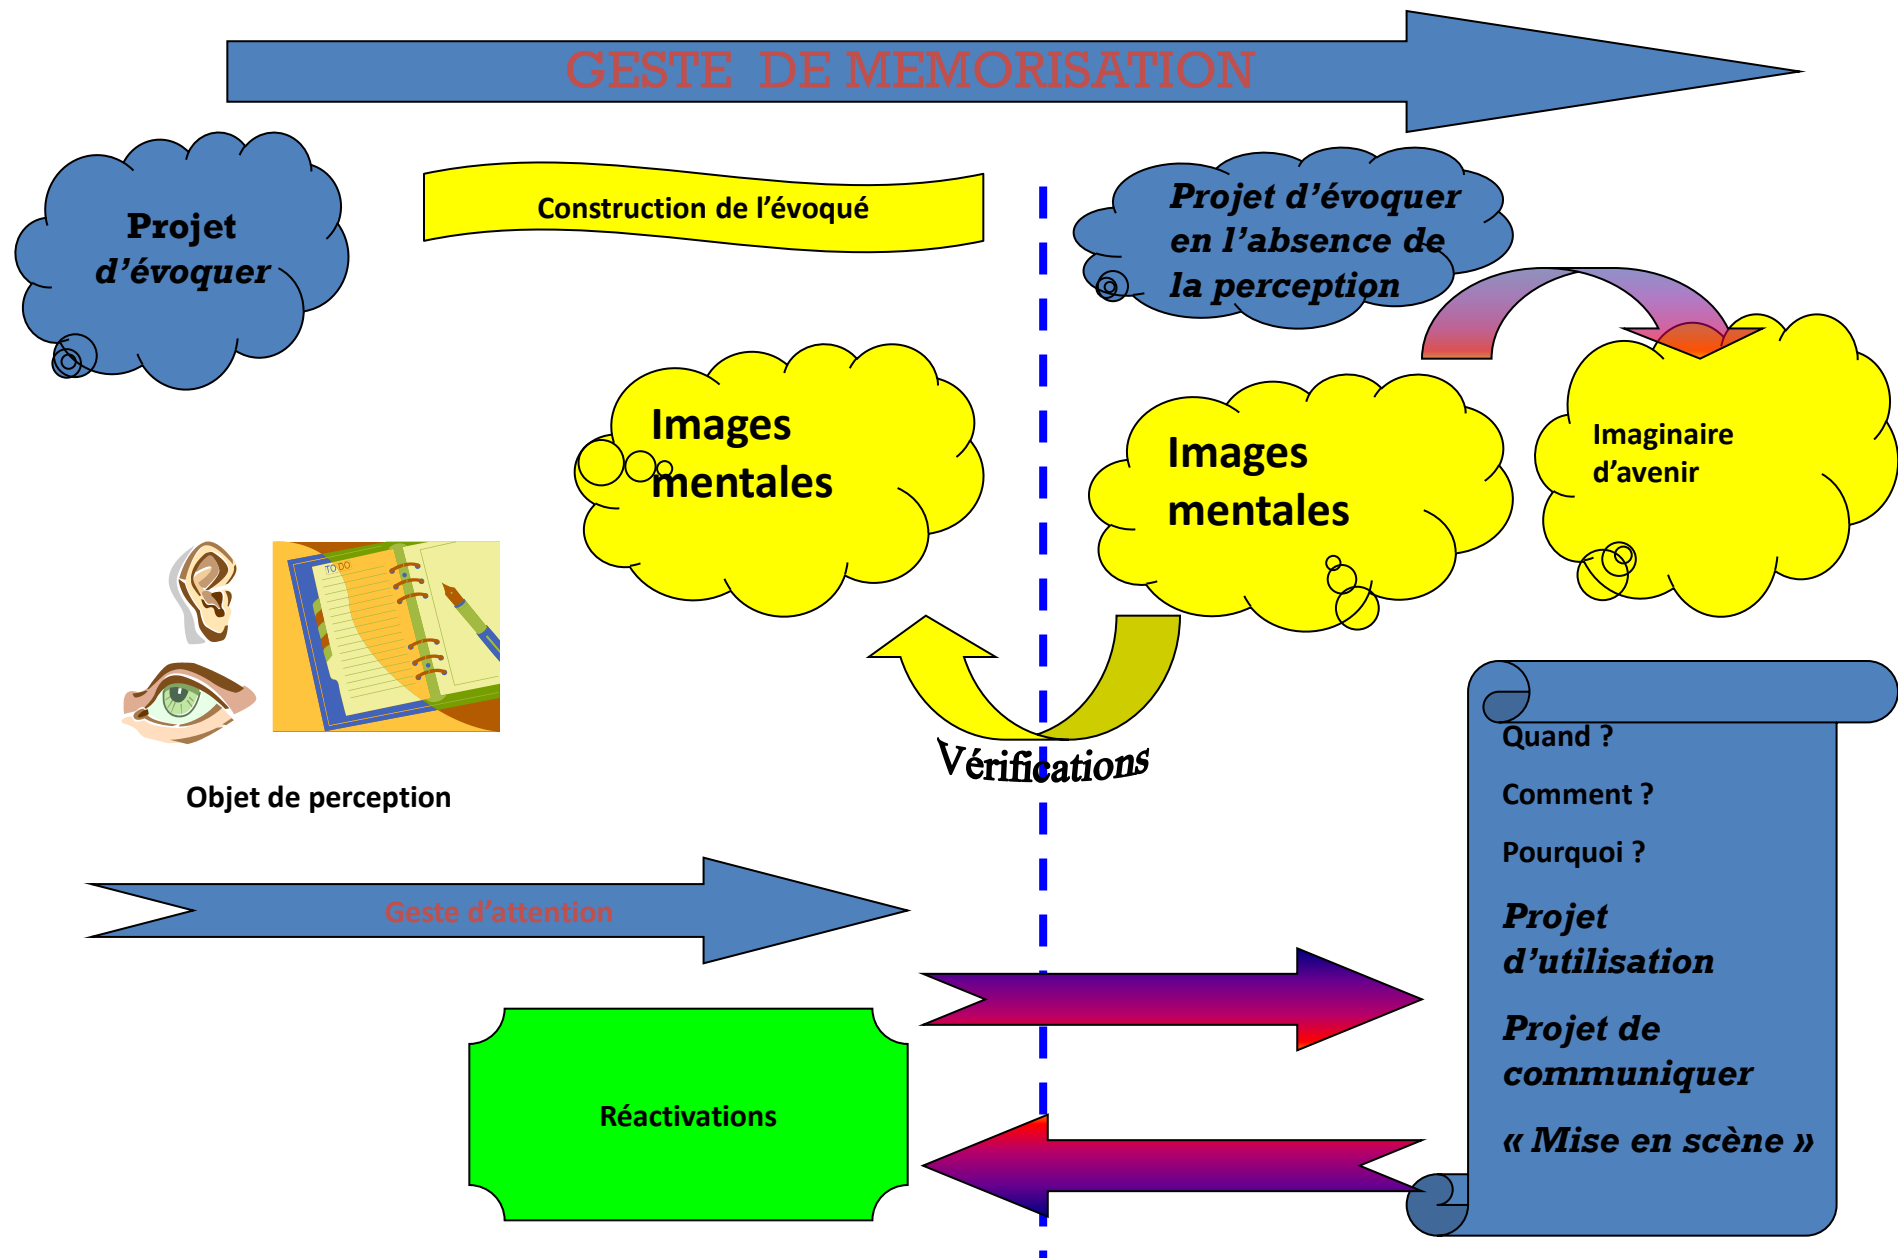 GESTE DE MEMORISATION
Projet
d’évoquer
Construction de l’évoqué
Projet d’évoquer
en l’absence de
la perception
Images
mentales
Images
mentales
Imaginaire
d’avenir
TO DO
Vérifications
Objet de perception
Geste d’attention
Réactivations
Quand ?
Comment ?
Pourquoi ?
Projet
d’utilisation
Projet de
communiquer
« Mise en scène »